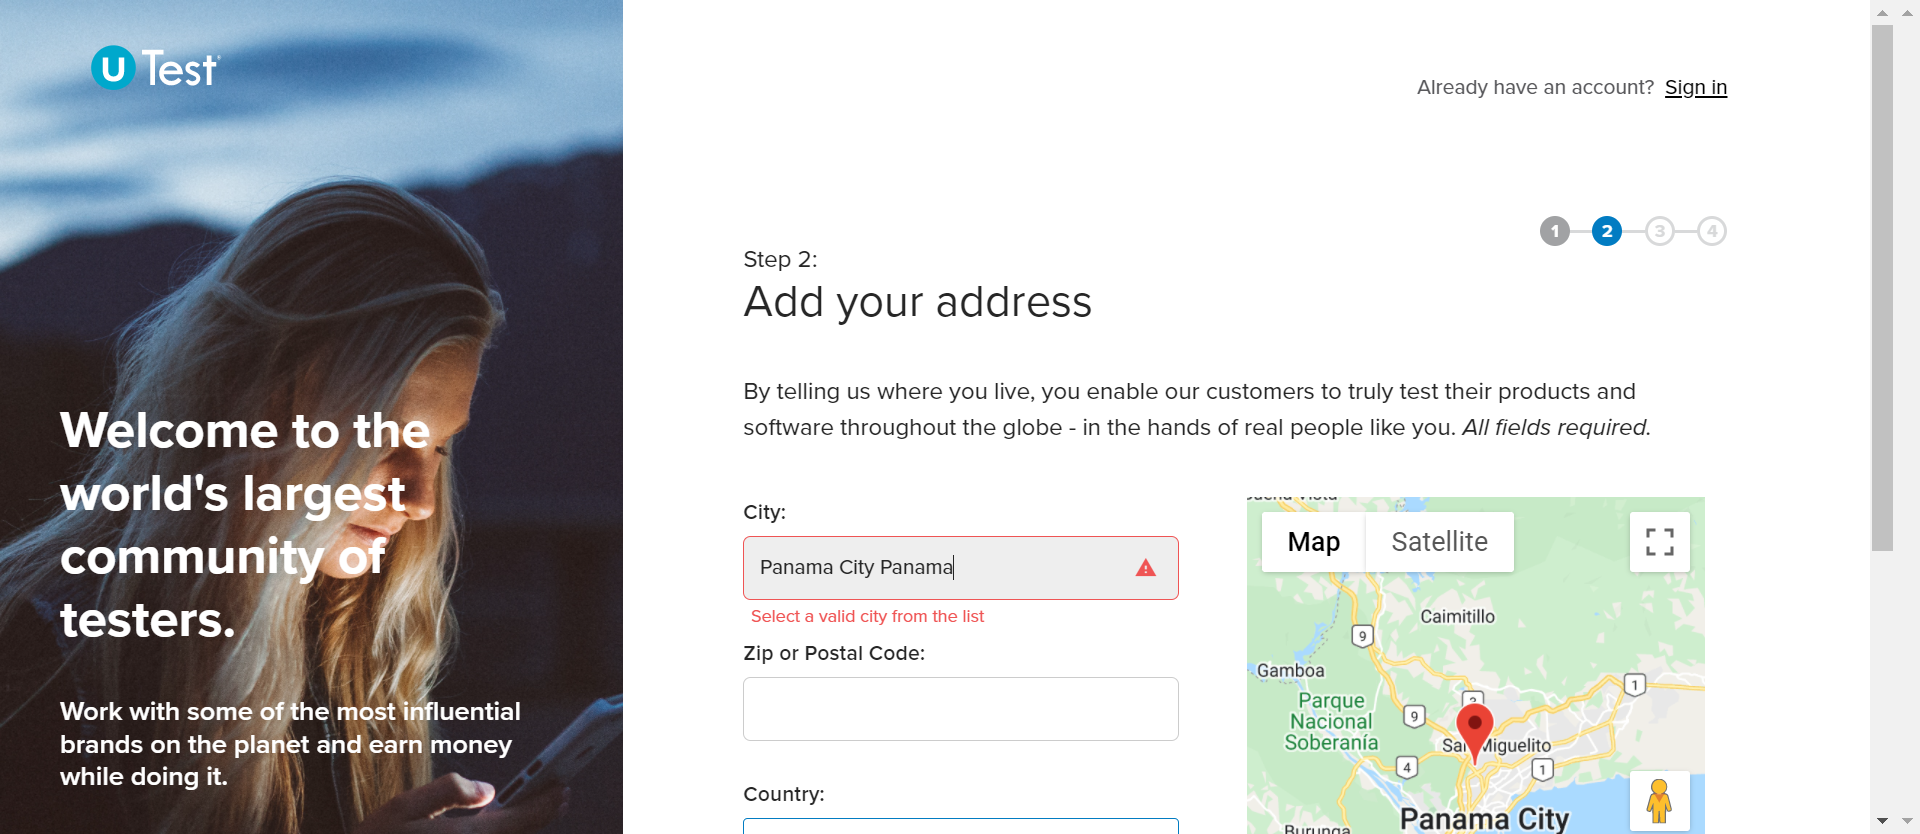 u Test
Welcome to the
world's largest
community of
testers.
Work with some of the most influential
brands on the planet and earn money
while doing it.
Already have an account? Sign in
1 2 3 4
Step 2:
Add your address
By telling us where you live, you enable our customers to truly test their products and
software throughout the globe - in the hands of real people like you. All fields required.
City:
Panama City Panama
Select a valid city from the list
Zip or Postal Code:
Country:
Map Satellite
Caimitillo
9
Gamboa
1
Parque
Nacional
Soberanía
9
San Miguelito
4
1
Panama City